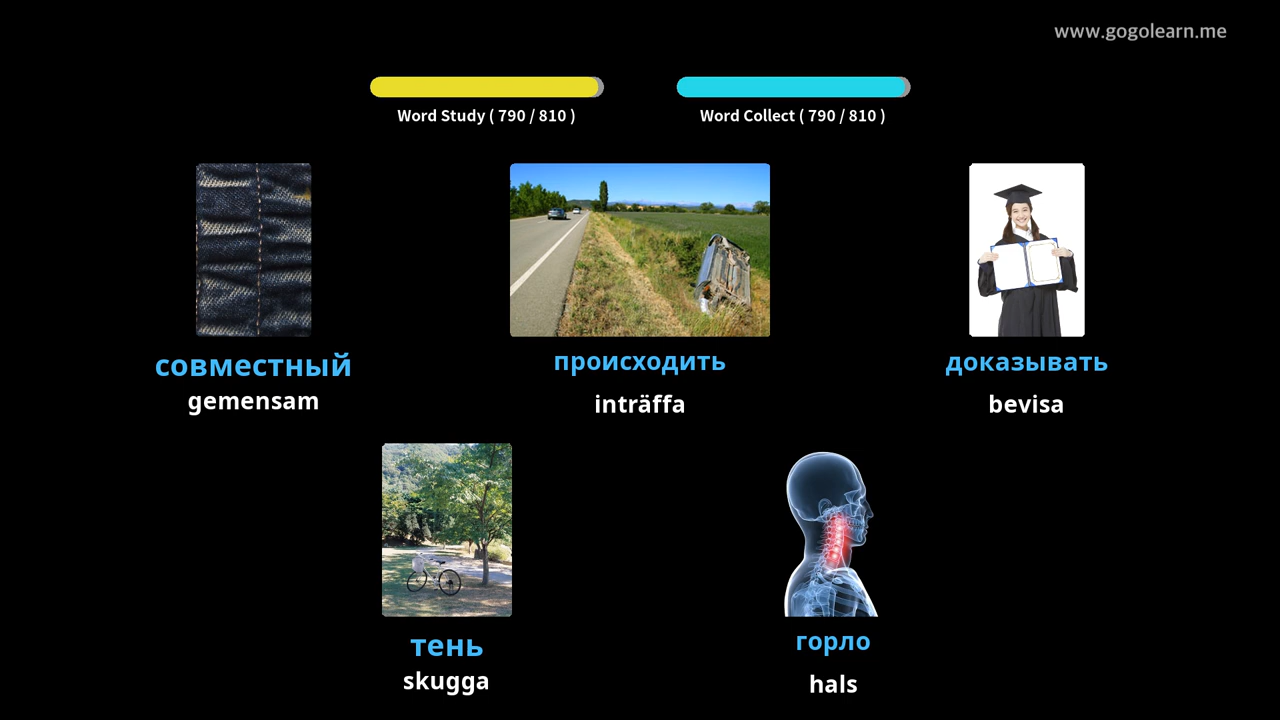 www.gogolearn.me
Word Study ( 790 / 810 )
Word Collect ( 790 / 810 )
совместный
gemensam
происходить
inträffa
доказывать
bevisa
тень
skugga
горло
hals